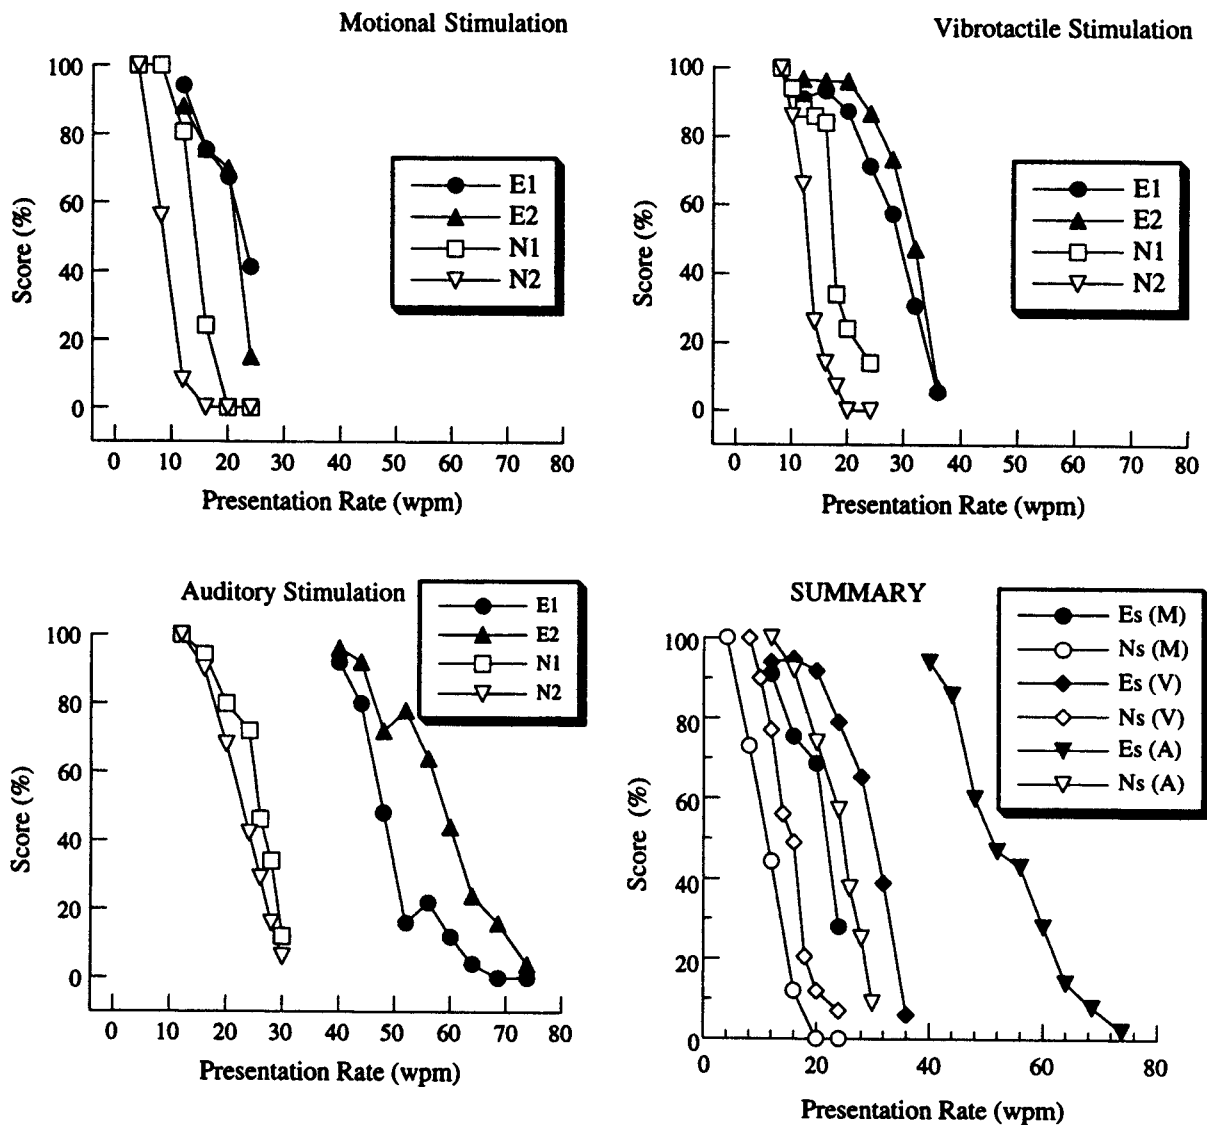 Motional Stimulation
100
80
60
40
20
0
Score (%)
E1
E2
N1
N2
0 10 20 30 40 50 60 70 80
Presentation Rate (wpm)
Vibrotactile Stimulation
100
80
60
40
20
0
Score (%)
E1
E2
N1
N2
0 10 20 30 40 50 60 70 80
Presentation Rate (wpm)
Auditory Stimulation
100
80
60
40
20
0
Score (%)
E1
E2
N1
N2
0 10 20 30 40 50 60 70 80
Presentation Rate (wpm)
SUMMARY
100
80
60
40
20
0
Score (%)
Es (M)
Ns (M)
Es (V)
Ns (V)
Es (A)
Ns (A)
0 20 40 60 80
Presentation Rate (wpm)